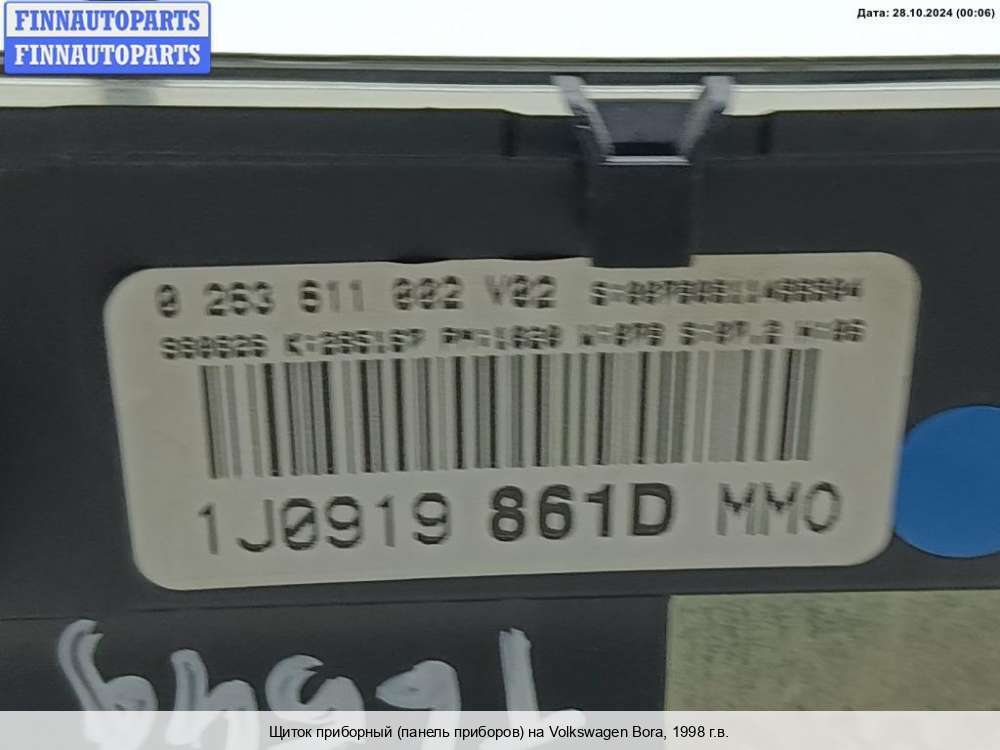 FINNAUTOPARTS
FINNAUTOPARTS
Дата: 28.10.2024 (00:06)
0 263 611 002 V02
1J0919 861D MM0
Щиток приборный (панель приборов) на Volkswagen Bora, 1998 г.в.